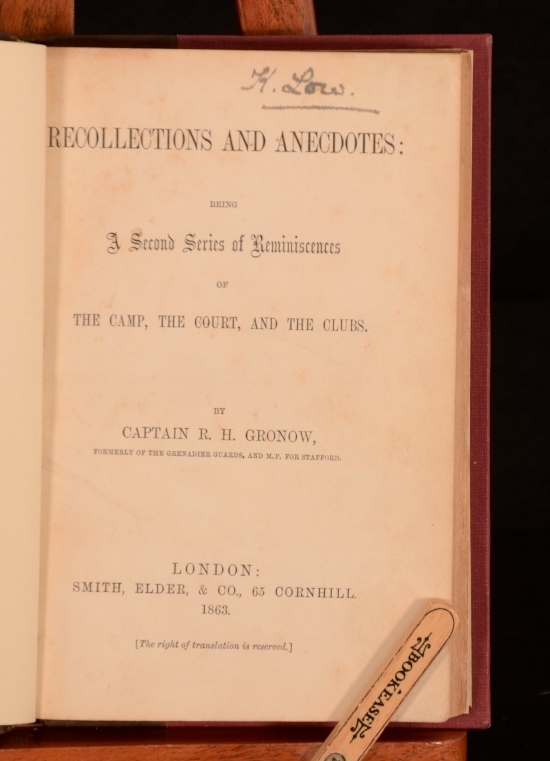 K. Low.
RECOLLECTIONS AND ANECDOTES:
BEING
A Second Series of Reminiscences
OF
THE CAMP, THE COURT, AND THE CLUBS.
BY
CAPTAIN R. H. GRONOW,
FORMERLY OF THE GRENADIER GUARDS, AND M.P. FOR STAFFORD.
LONDON:
SMITH, ELDER, & CO., 65 CORNHILL.
1863.
[The right of translation is reserved.]
BOOKEASEL